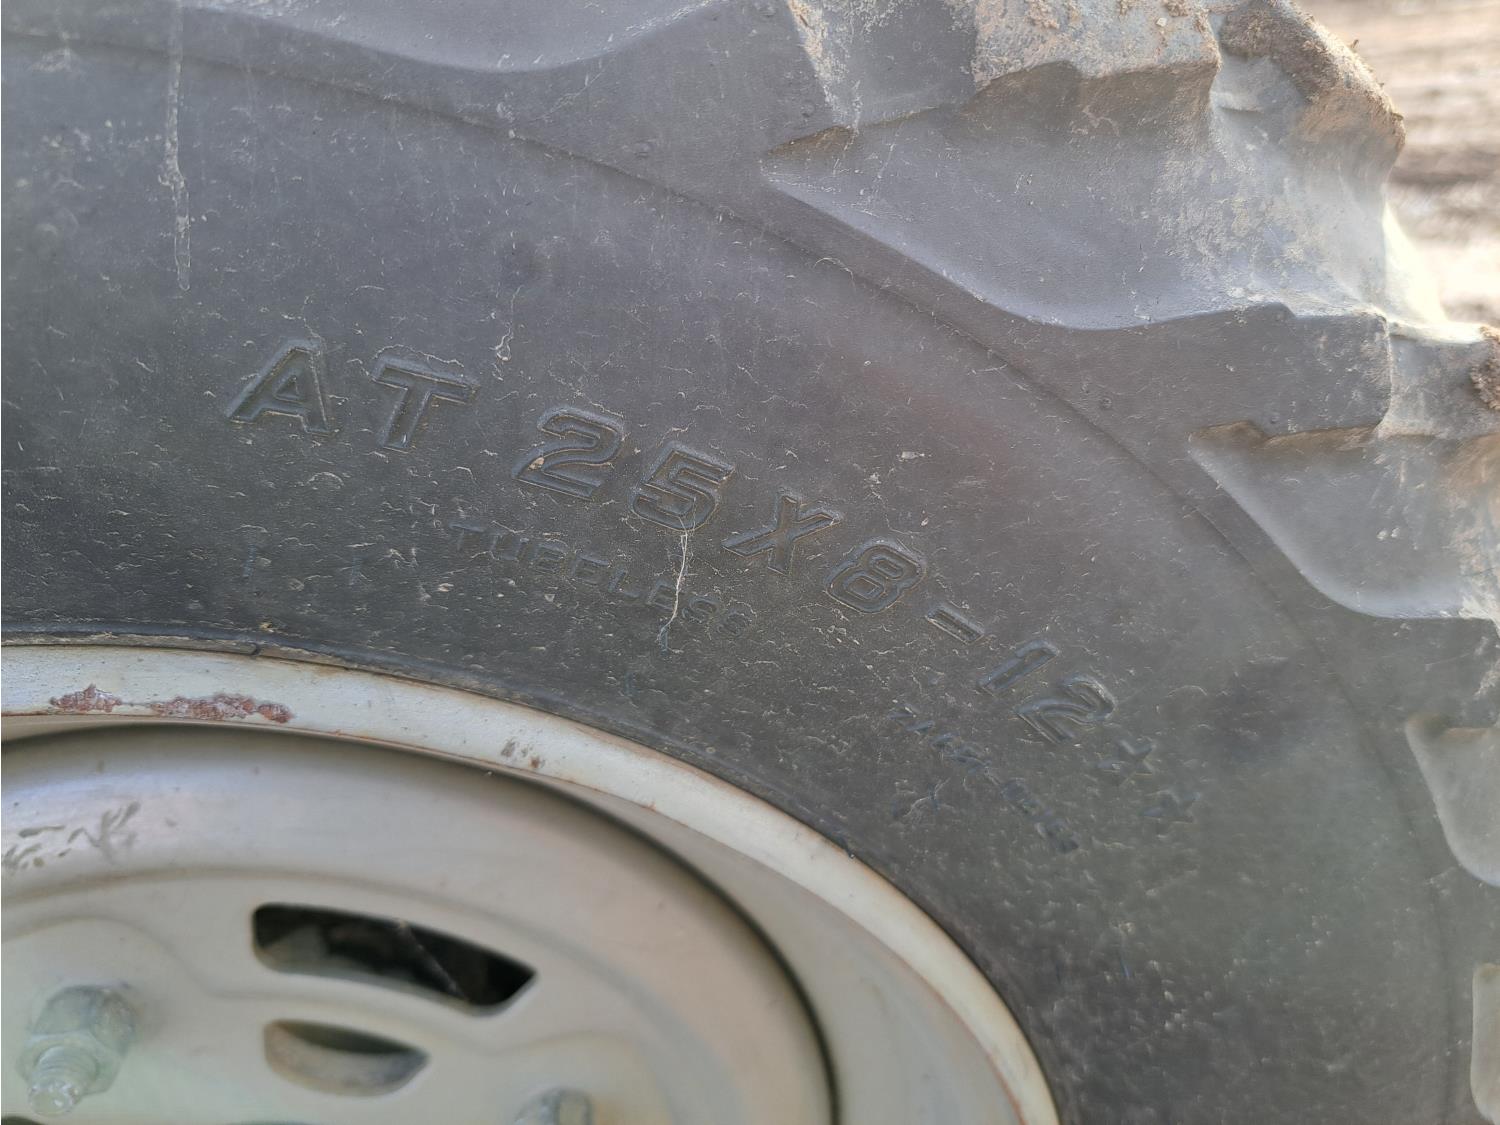 AT 25X8-12☆☆
TUBELESS